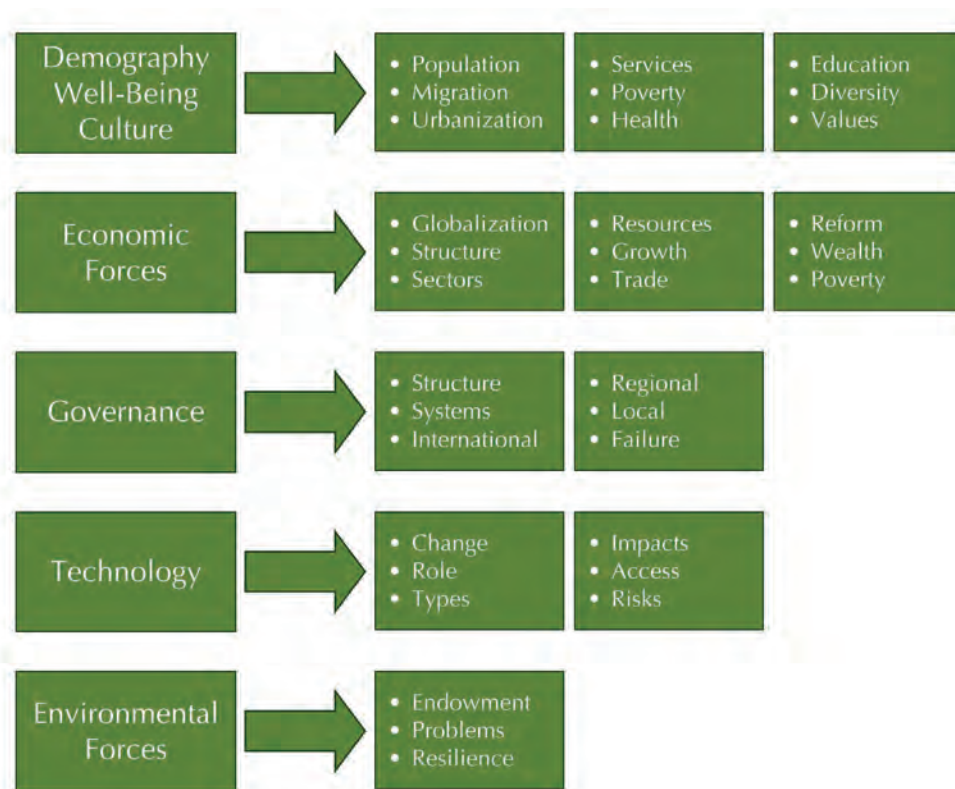 Demography
Well-Being
Culture
• Population
• Migration
• Urbanization
• Services
• Poverty
• Health
• Education
• Diversity
• Values
Economic
Forces
• Globalization
• Structure
• Sectors
• Resources
• Growth
• Trade
• Reform
• Wealth
• Poverty
Governance
• Structure
• Systems
• International
• Regional
• Local
• Failure
Technology
• Change
• Role
• Types
• Impacts
• Access
• Risks
Environmental
Forces
• Endowment
• Problems
• Resilience